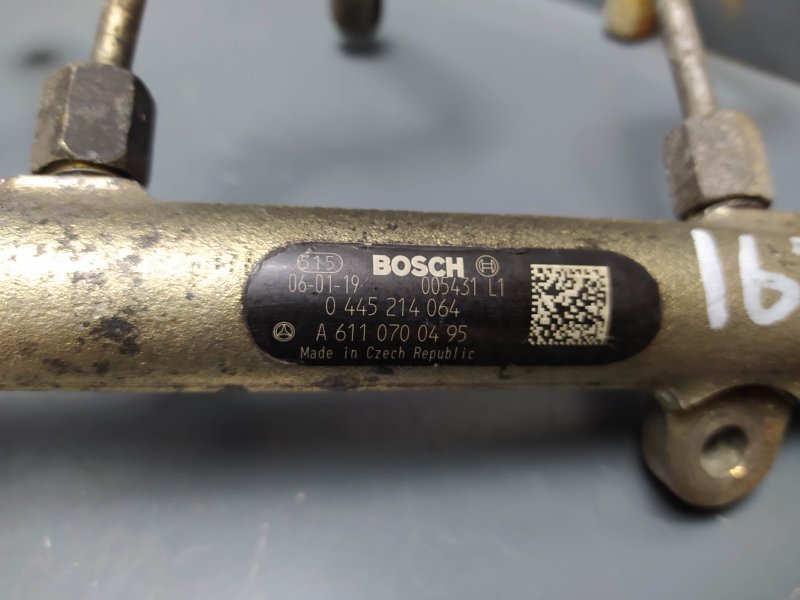 615 BOSCH
06-01-19 005431 L1
0 445 214 064
A 611 070 04 95
Made in Czech Republic
16